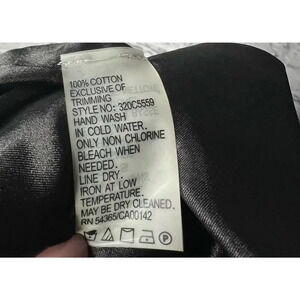 100% COTTON
EXCLUSIVE OF
TRIMMING
STYLE NO: 320C5559
HAND WASH
IN COLD WATER.
ONLY NON CHLORINE
BLEACH WHEN
NEEDED.
LINE DRY.
IRON AT LOW
TEMPERATURE.
MAY BE DRY CLEANED.
RN 54365/CA00142